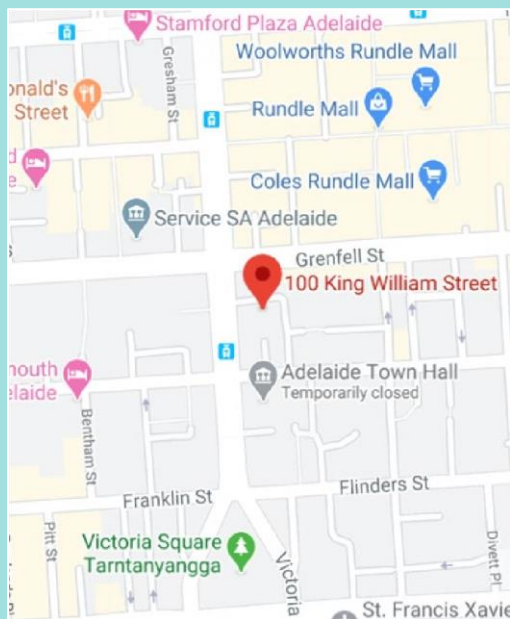 Stamford Plaza Adelaide
Gresham St
Woolworths Rundle Mall
onald's
Street
Rundle Mall
Coles Rundle Mall
Service SA Adelaide
Grenfell St
100 King William Street
Adelaide Town Hall
Temporarily closed
mouth
elaide
Bentham St
Flinders St
Franklin St
Pitt St
Victoria Square
Tarntanyangga
Victoria
Divett Pl
St. Francis Xavie